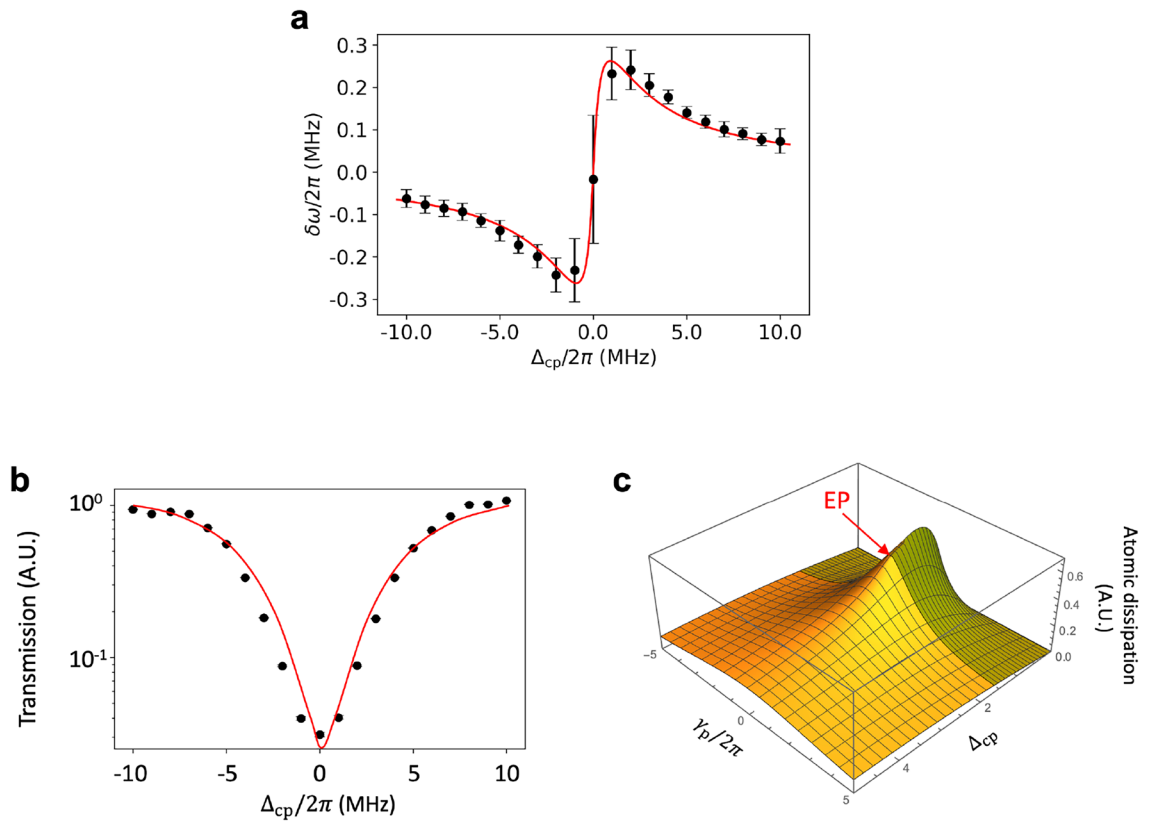 a
0.3
0.2
0.1
0.0
-0.1
-0.2
-0.3
δω/2π (MHz)
-10.0 -5.0 0.0 5.0 10.0
Δcp/2π (MHz)
b
10⁰
10⁻¹
Transmission (A.U.)
-10 -5 0 5 10
Δcp/2π (MHz)
c
EP
Atomic dissipation
(A.U.)
0.6
0.4
0.2
0.0
-5
0
5
γp/2π
2
4
Δcp